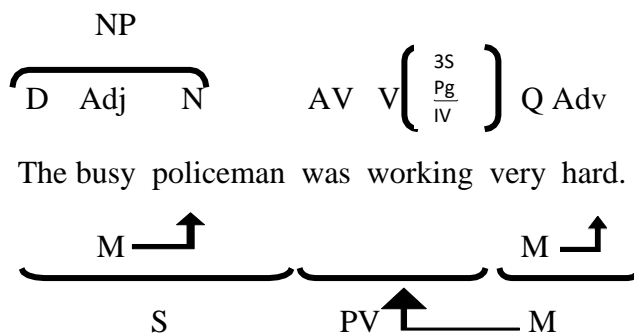 NP
3S
D Adj N AV V Pg Q Adv
IV
The busy policeman was working very hard.
M M
S PV M